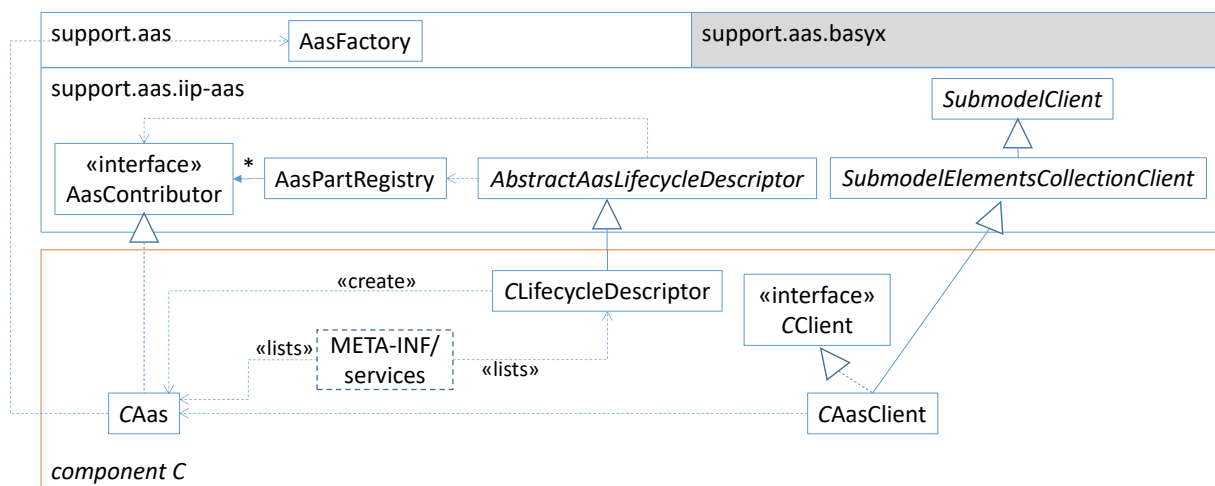 support.aas
AasFactory
support.aas.basyx
support.aas.iip-aas
SubmodelClient
«interface»
AasContributor
*
AasPartRegistry
AbstractAasLifecycleDescriptor
SubmodelElementsCollectionClient
«create»
CLifecycleDescriptor
«interface»
CClient
«lists»
META-INF/
services
«lists»
CAas
CAasClient
component C